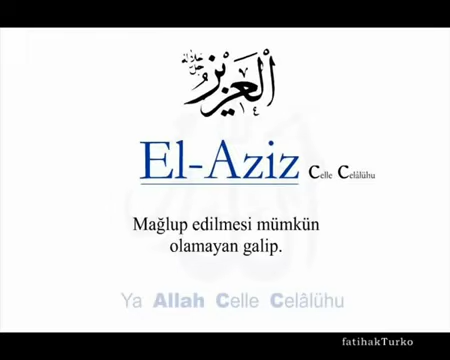 العزيز جل جلاله
El-Aziz Celle Celâlühu
Mağlup edilmesi mümkün
olamayan galip.
Ya Allah Celle Celâlühu
fatihakTurko